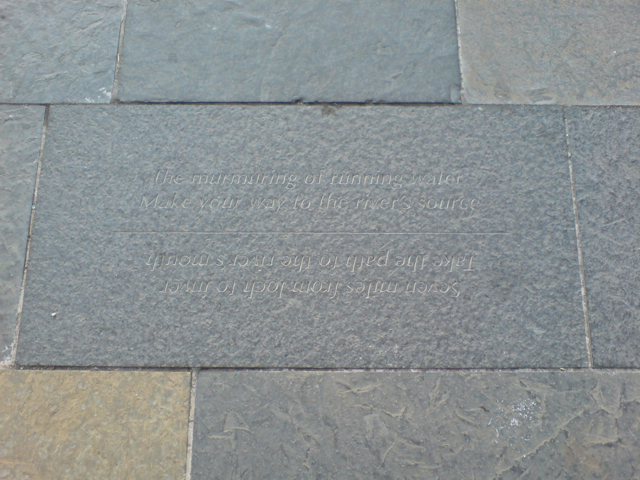 the murmuring of running water
Make your way to the river's source
Seven miles from loch to river
Take the path to the river's mouth